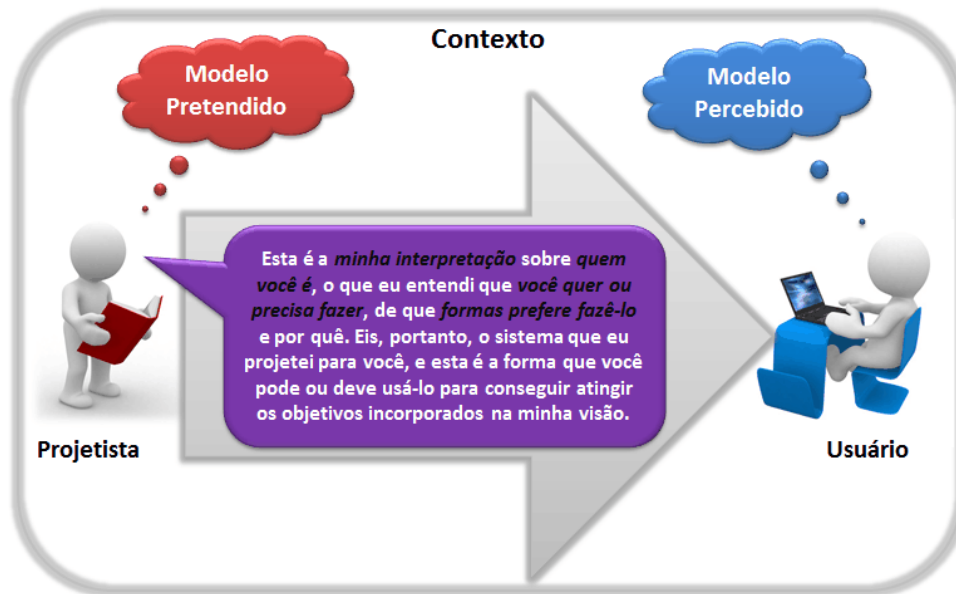 Contexto
Modelo
Pretendido
Modelo
Percebido
Esta é a minha interpretação sobre quem
você é, o que eu entendi que você quer ou
precisa fazer, de que formas prefere fazê-lo
e por quê. Eis, portanto, o sistema que eu
projetei para você, e esta é a forma que você
pode ou deve usá-lo para conseguir atingir
os objetivos incorporados na minha visão.
Projetista
Usuário